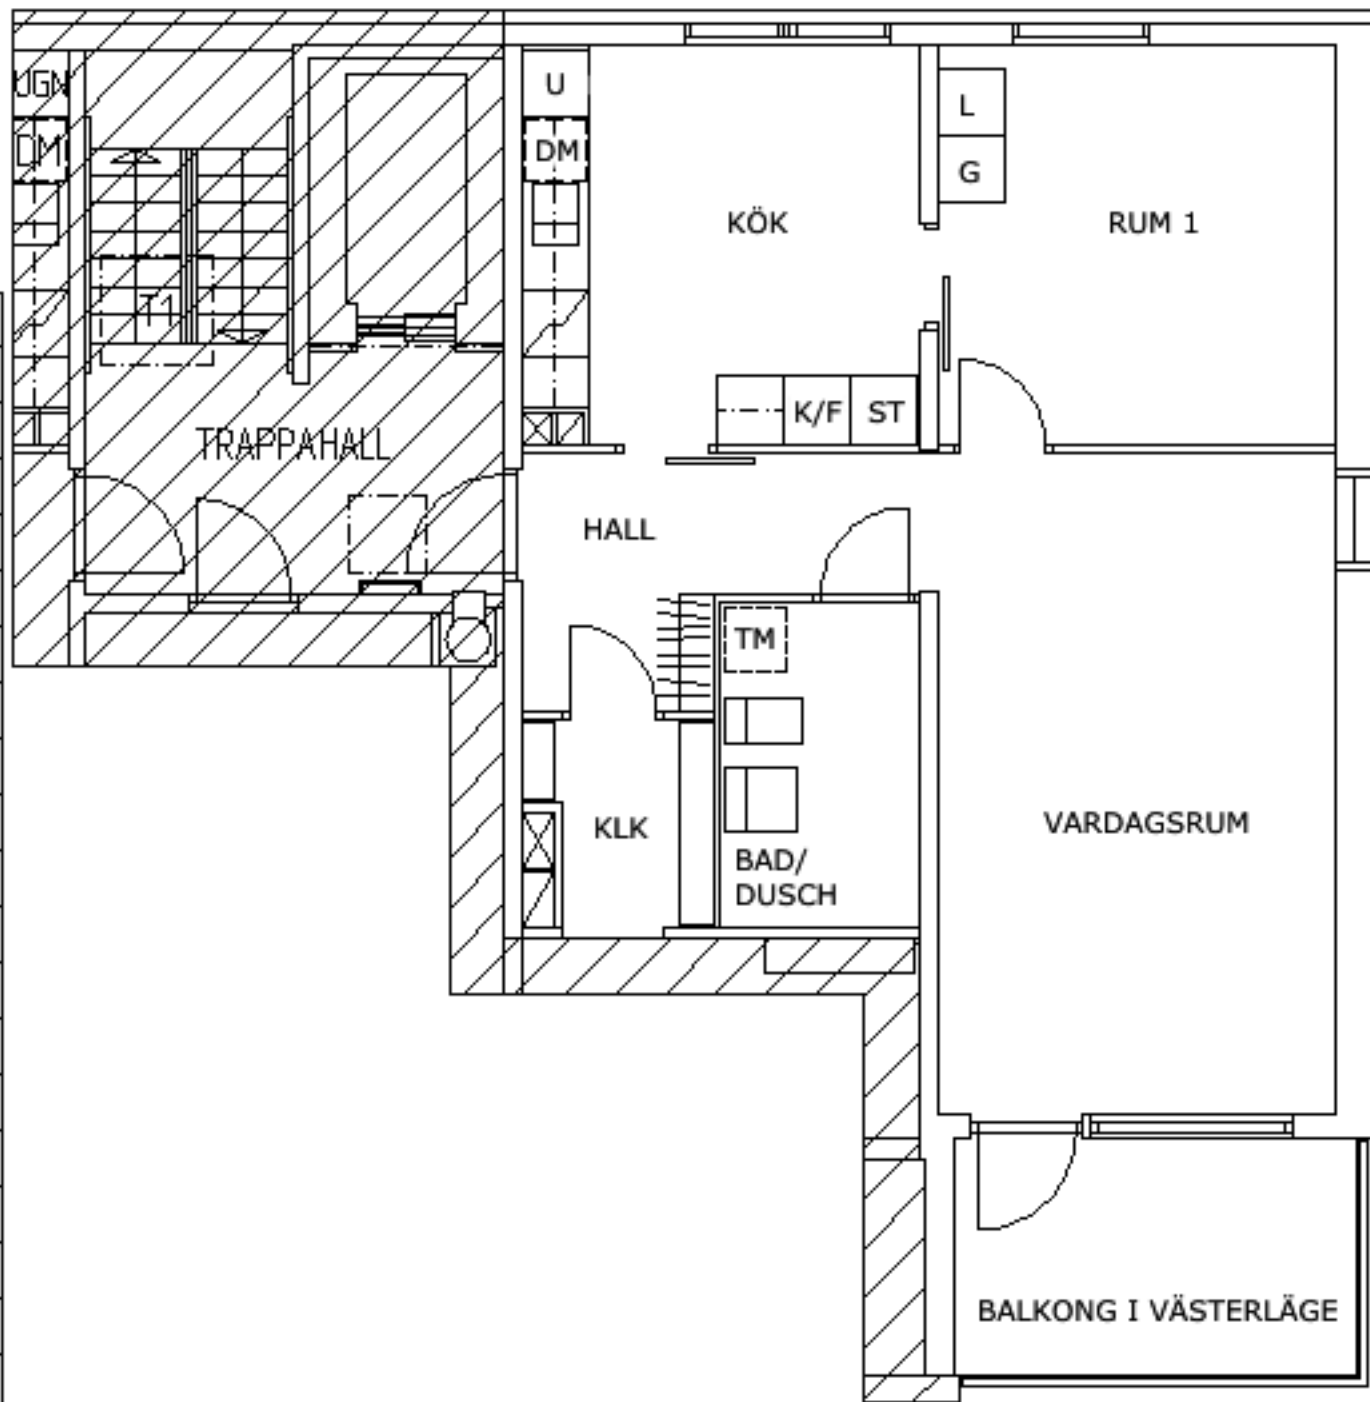 UGN
U
L
DM
DM
G
KÖK
RUM 1
T1
K/F
ST
TRAPPAHALL
HALL
TM
KLK
VARDAGSRUM
BAD/
DUSCH
BALKONG I VÄSTERLÄGE